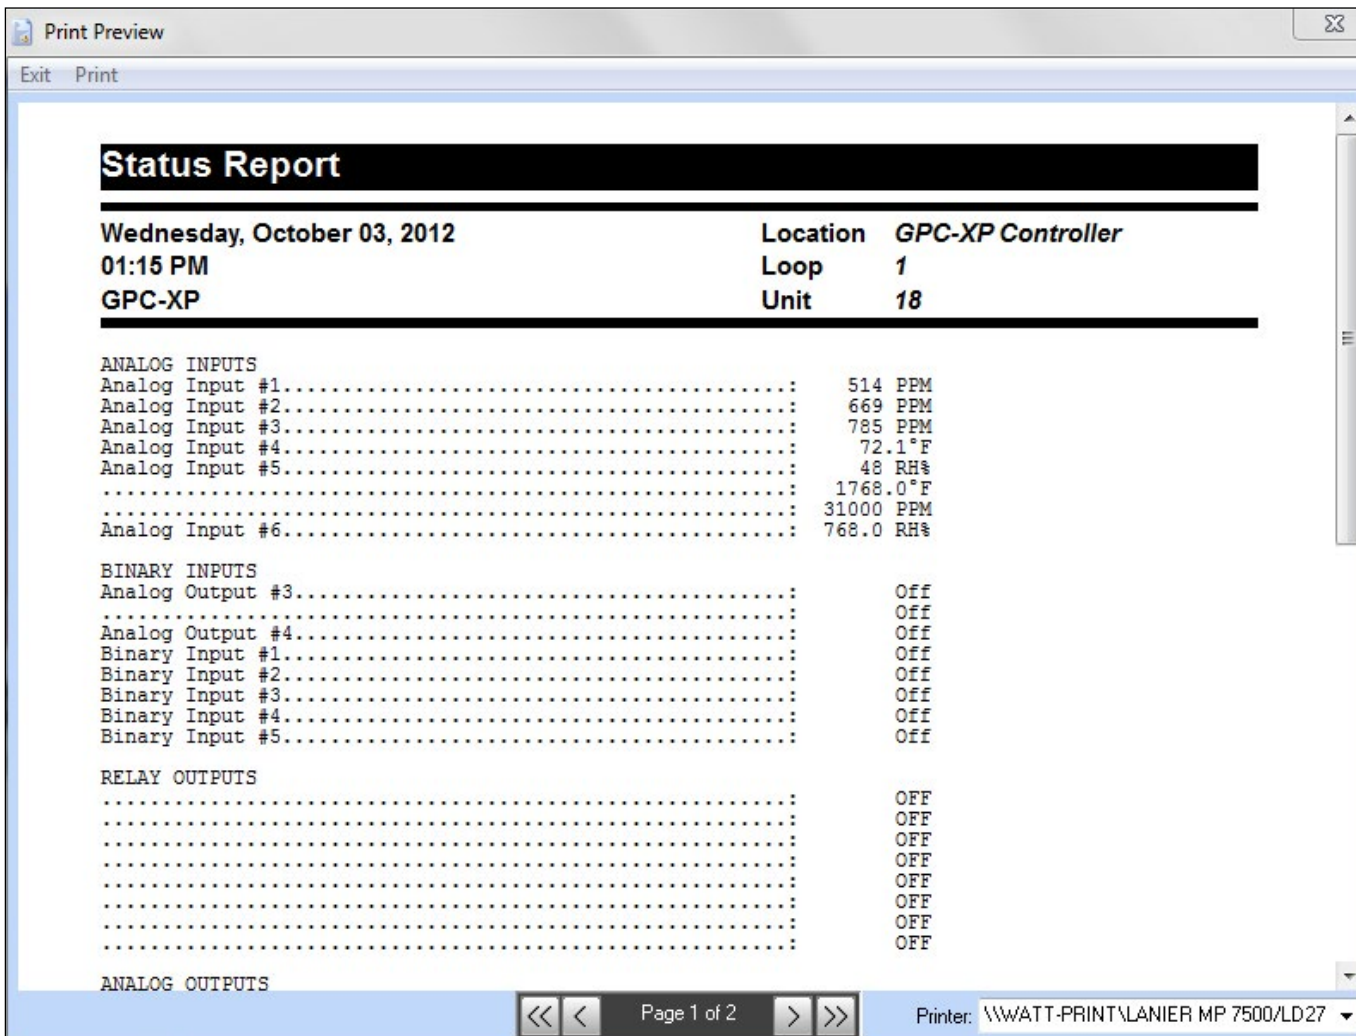 Print Preview
Exit Print
Status Report
Wednesday, October 03, 2012 Location GPC-XP Controller
01:15 PM Loop 1
GPC-XP Unit 18
ANALOG INPUTS
Analog Input #1..........................................: 514 PPM
Analog Input #2..........................................: 669 PPM
Analog Input #3..........................................: 785 PPM
Analog Input #4..........................................: 72.1°F
Analog Input #5..........................................: 48 RH%
.........................................................: 1768.0°F
.........................................................: 31000 PPM
Analog Input #6..........................................: 768.0 RH%
BINARY INPUTS
Analog Output #3.........................................: Off
.........................................................: Off
Analog Output #4.........................................: Off
Binary Input #1..........................................: Off
Binary Input #2..........................................: Off
Binary Input #3..........................................: Off
Binary Input #4..........................................: Off
Binary Input #5..........................................: Off
RELAY OUTPUTS
.........................................................: OFF
.........................................................: OFF
.........................................................: OFF
.........................................................: OFF
.........................................................: OFF
.........................................................: OFF
.........................................................: OFF
.........................................................: OFF
ANALOG OUTPUTS
<< < Page 1 of 2 > >> Printer: \\WATT-PRINT\LANIER MP 7500/LD27